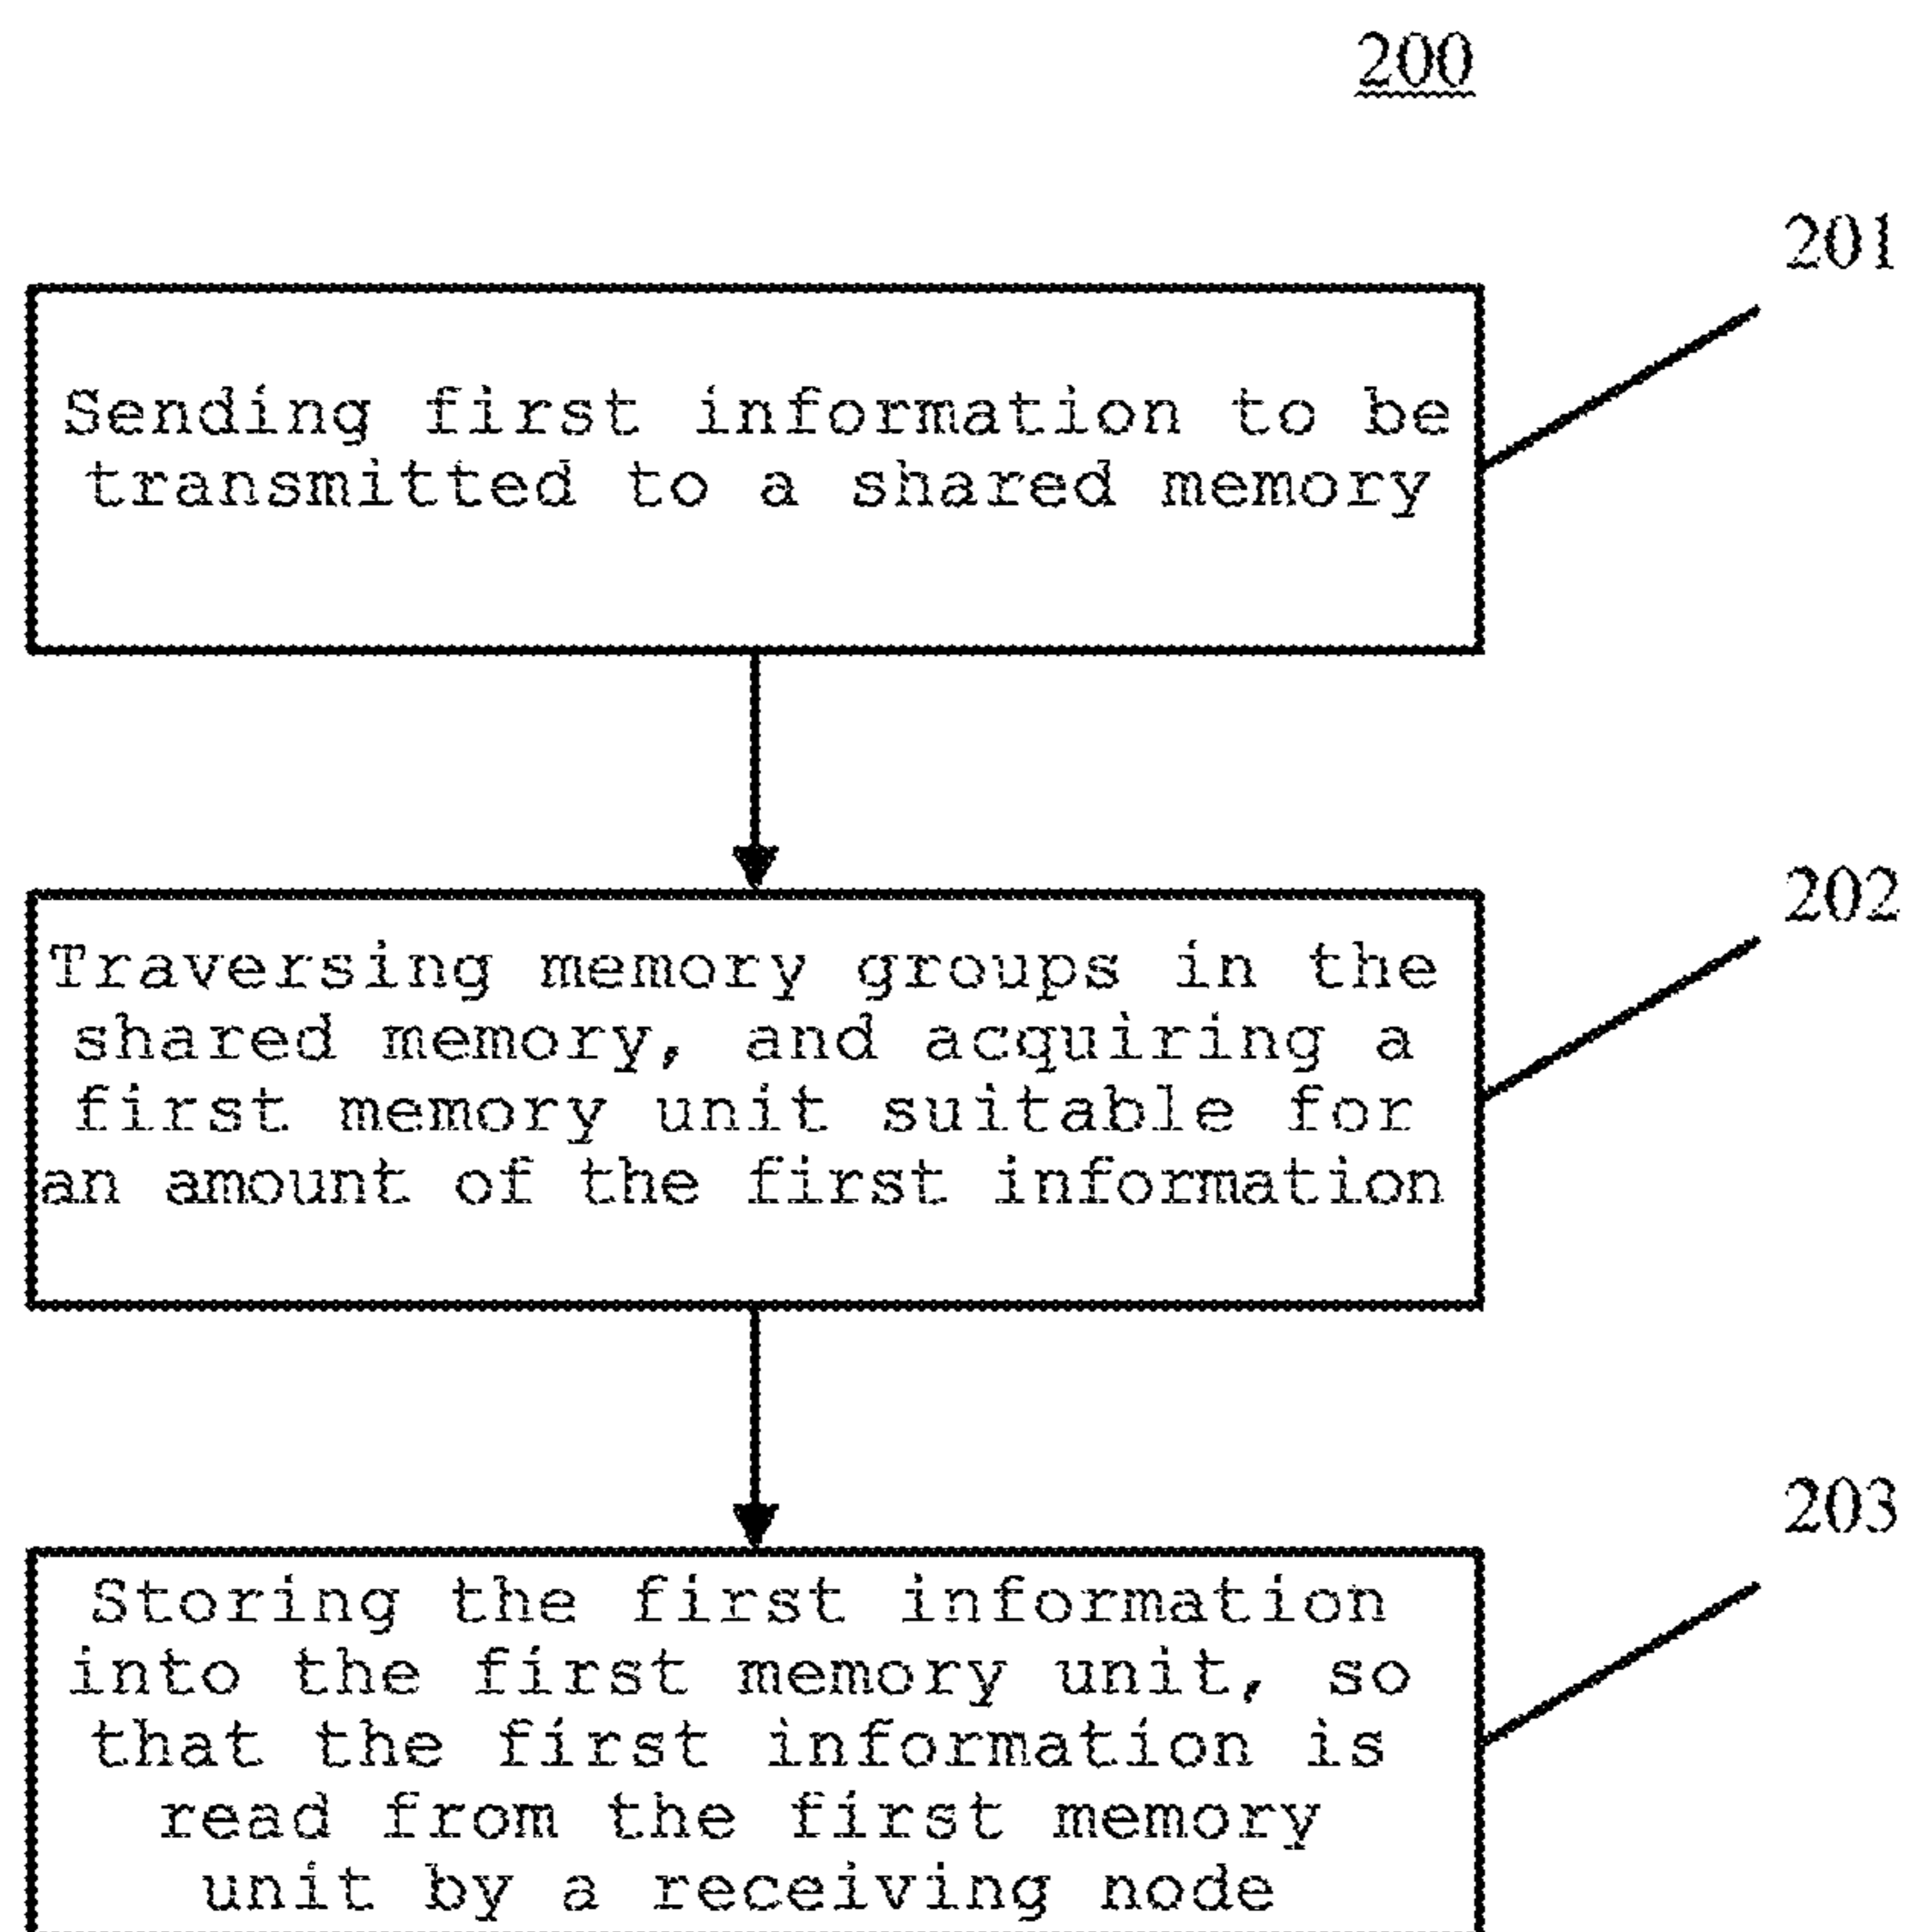 200
201
Sending first information to be
transmitted to a shared memory
202
Traversing memory groups in the
shared memory, and acquiring a
first memory unit suitable for
an amount of the first information
203
Storing the first information
into the first memory unit, so
that the first information is
read from the first memory
unit by a receiving node